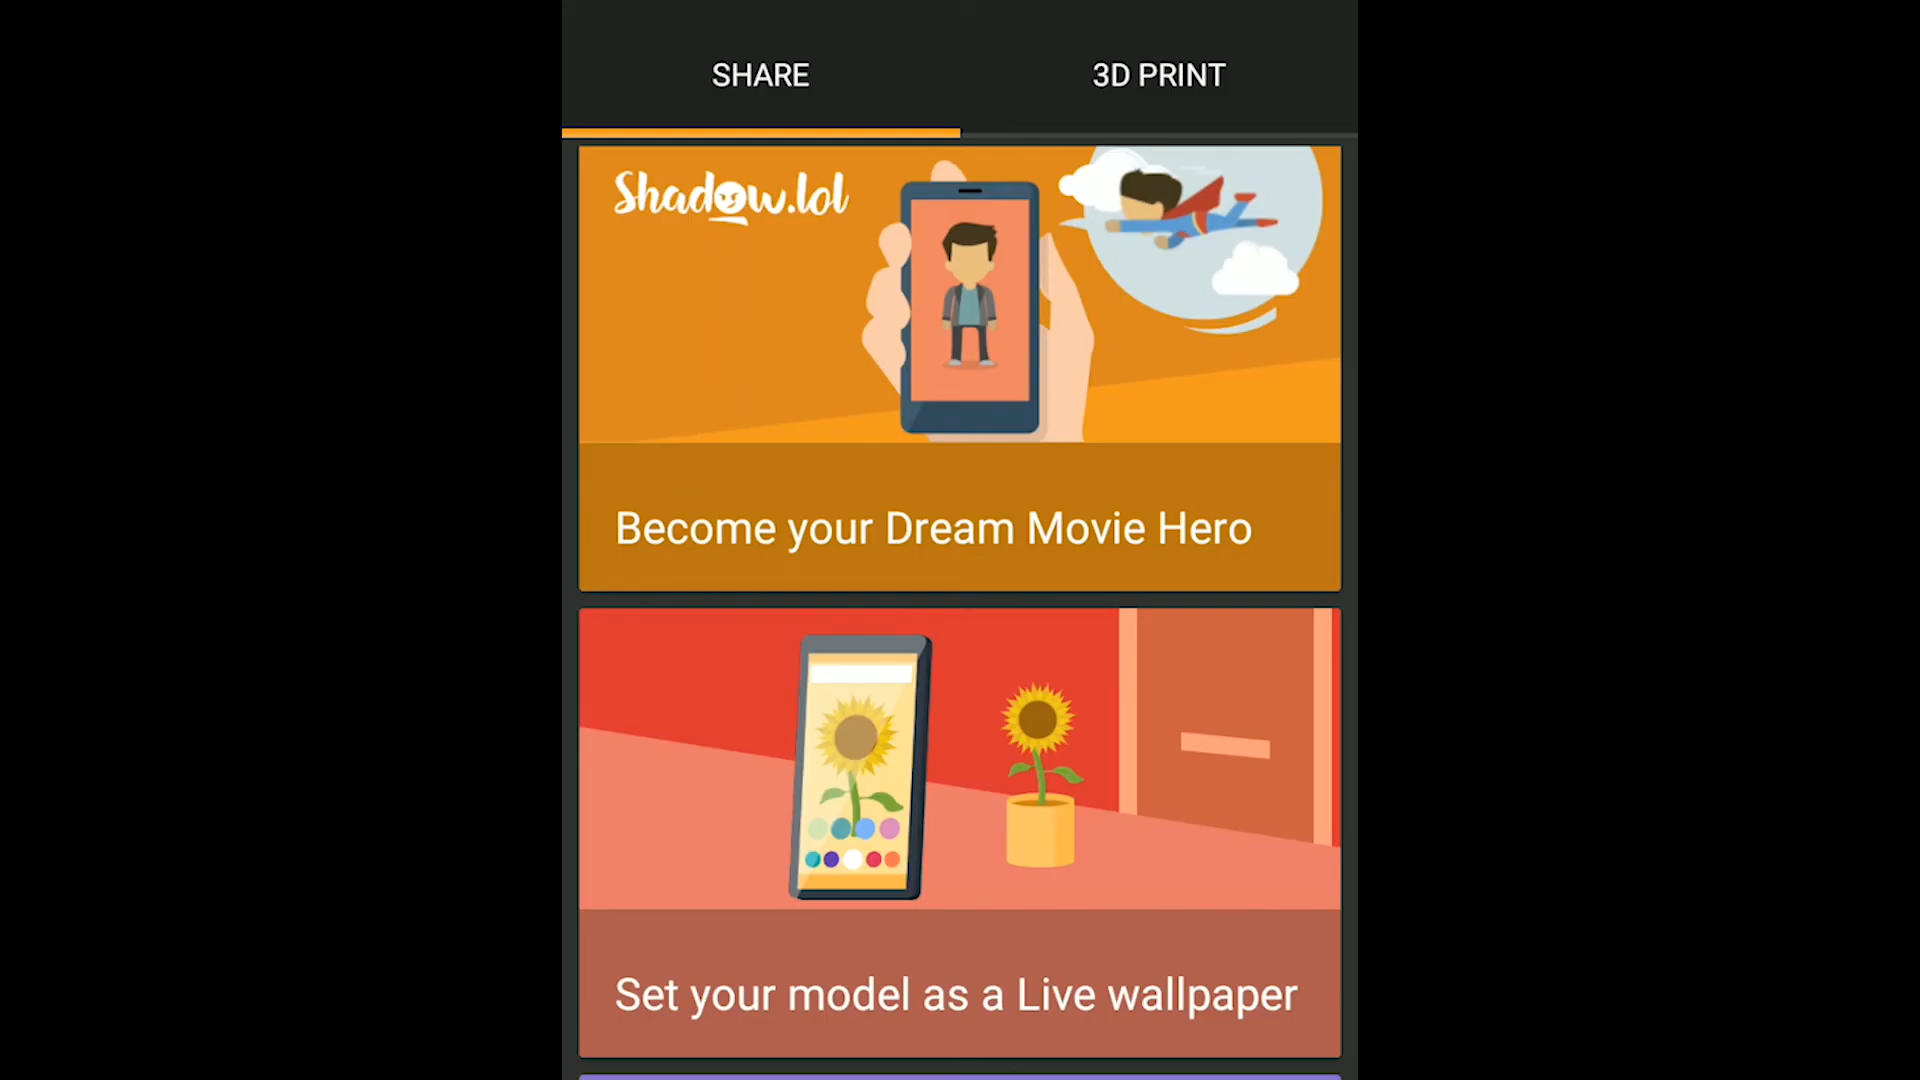 SHARE
3D PRINT
Shadow.lol
Become your Dream Movie Hero
Set your model as a Live wallpaper